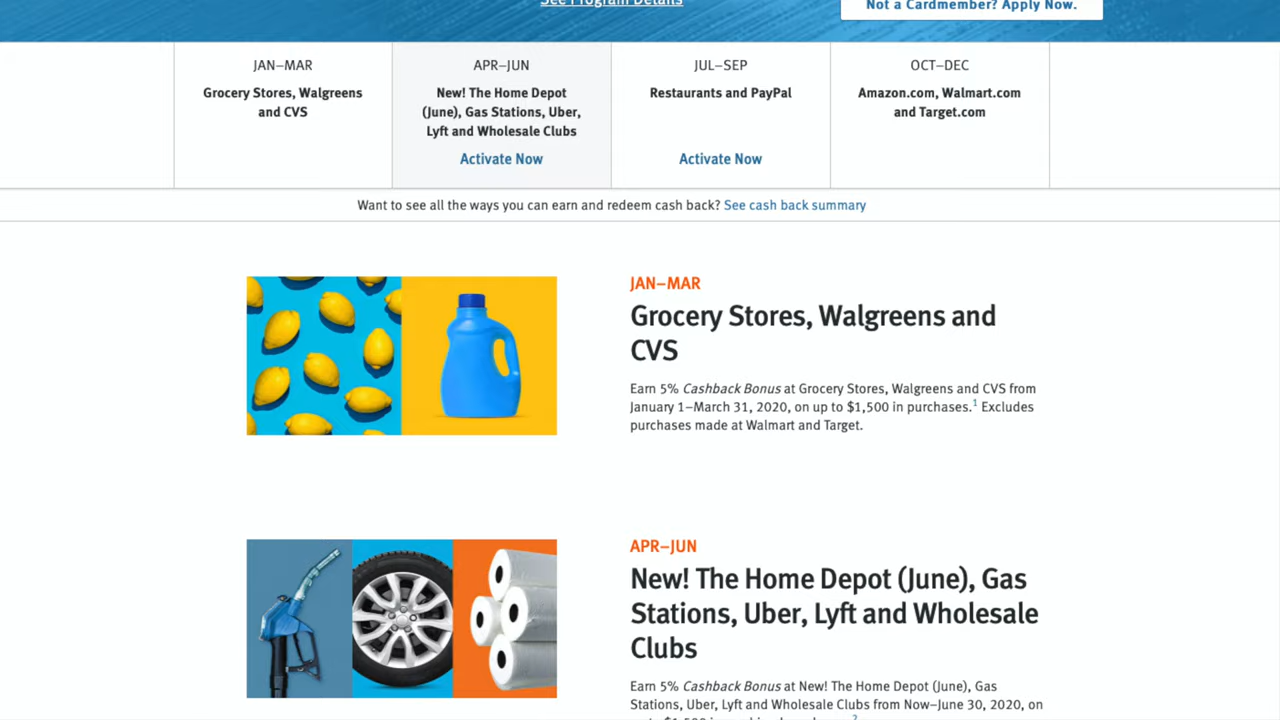 See Program Details
Not a Cardmember? Apply Now.
JAN–MAR
Grocery Stores, Walgreens
and CVS
APR–JUN
New! The Home Depot
(June), Gas Stations, Uber,
Lyft and Wholesale Clubs
Activate Now
JUL–SEP
Restaurants and PayPal
Activate Now
OCT–DEC
Amazon.com, Walmart.com
and Target.com
Want to see all the ways you can earn and redeem cash back? See cash back summary
JAN–MAR
Grocery Stores, Walgreens and
CVS
Earn 5% Cashback Bonus at Grocery Stores, Walgreens and CVS from
January 1–March 31, 2020, on up to $1,500 in purchases.1 Excludes
purchases made at Walmart and Target.
APR–JUN
New! The Home Depot (June), Gas
Stations, Uber, Lyft and Wholesale
Clubs
Earn 5% Cashback Bonus at New! The Home Depot (June), Gas
Stations, Uber, Lyft and Wholesale Clubs from Now–June 30, 2020, on